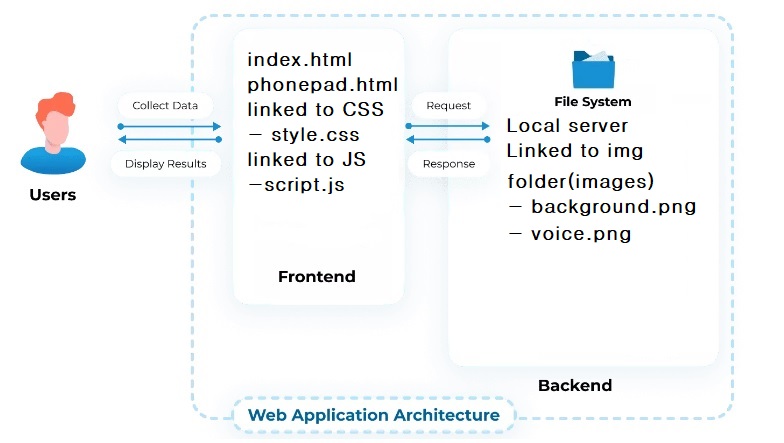 Users
Collect Data
Display Results
index.html
phonepad.html
linked to CSS
– style.css
linked to JS
–script.js
Frontend
Request
Response
File System
Local server
Linked to img
folder(images)
– background.png
– voice.png
Backend
Web Application Architecture